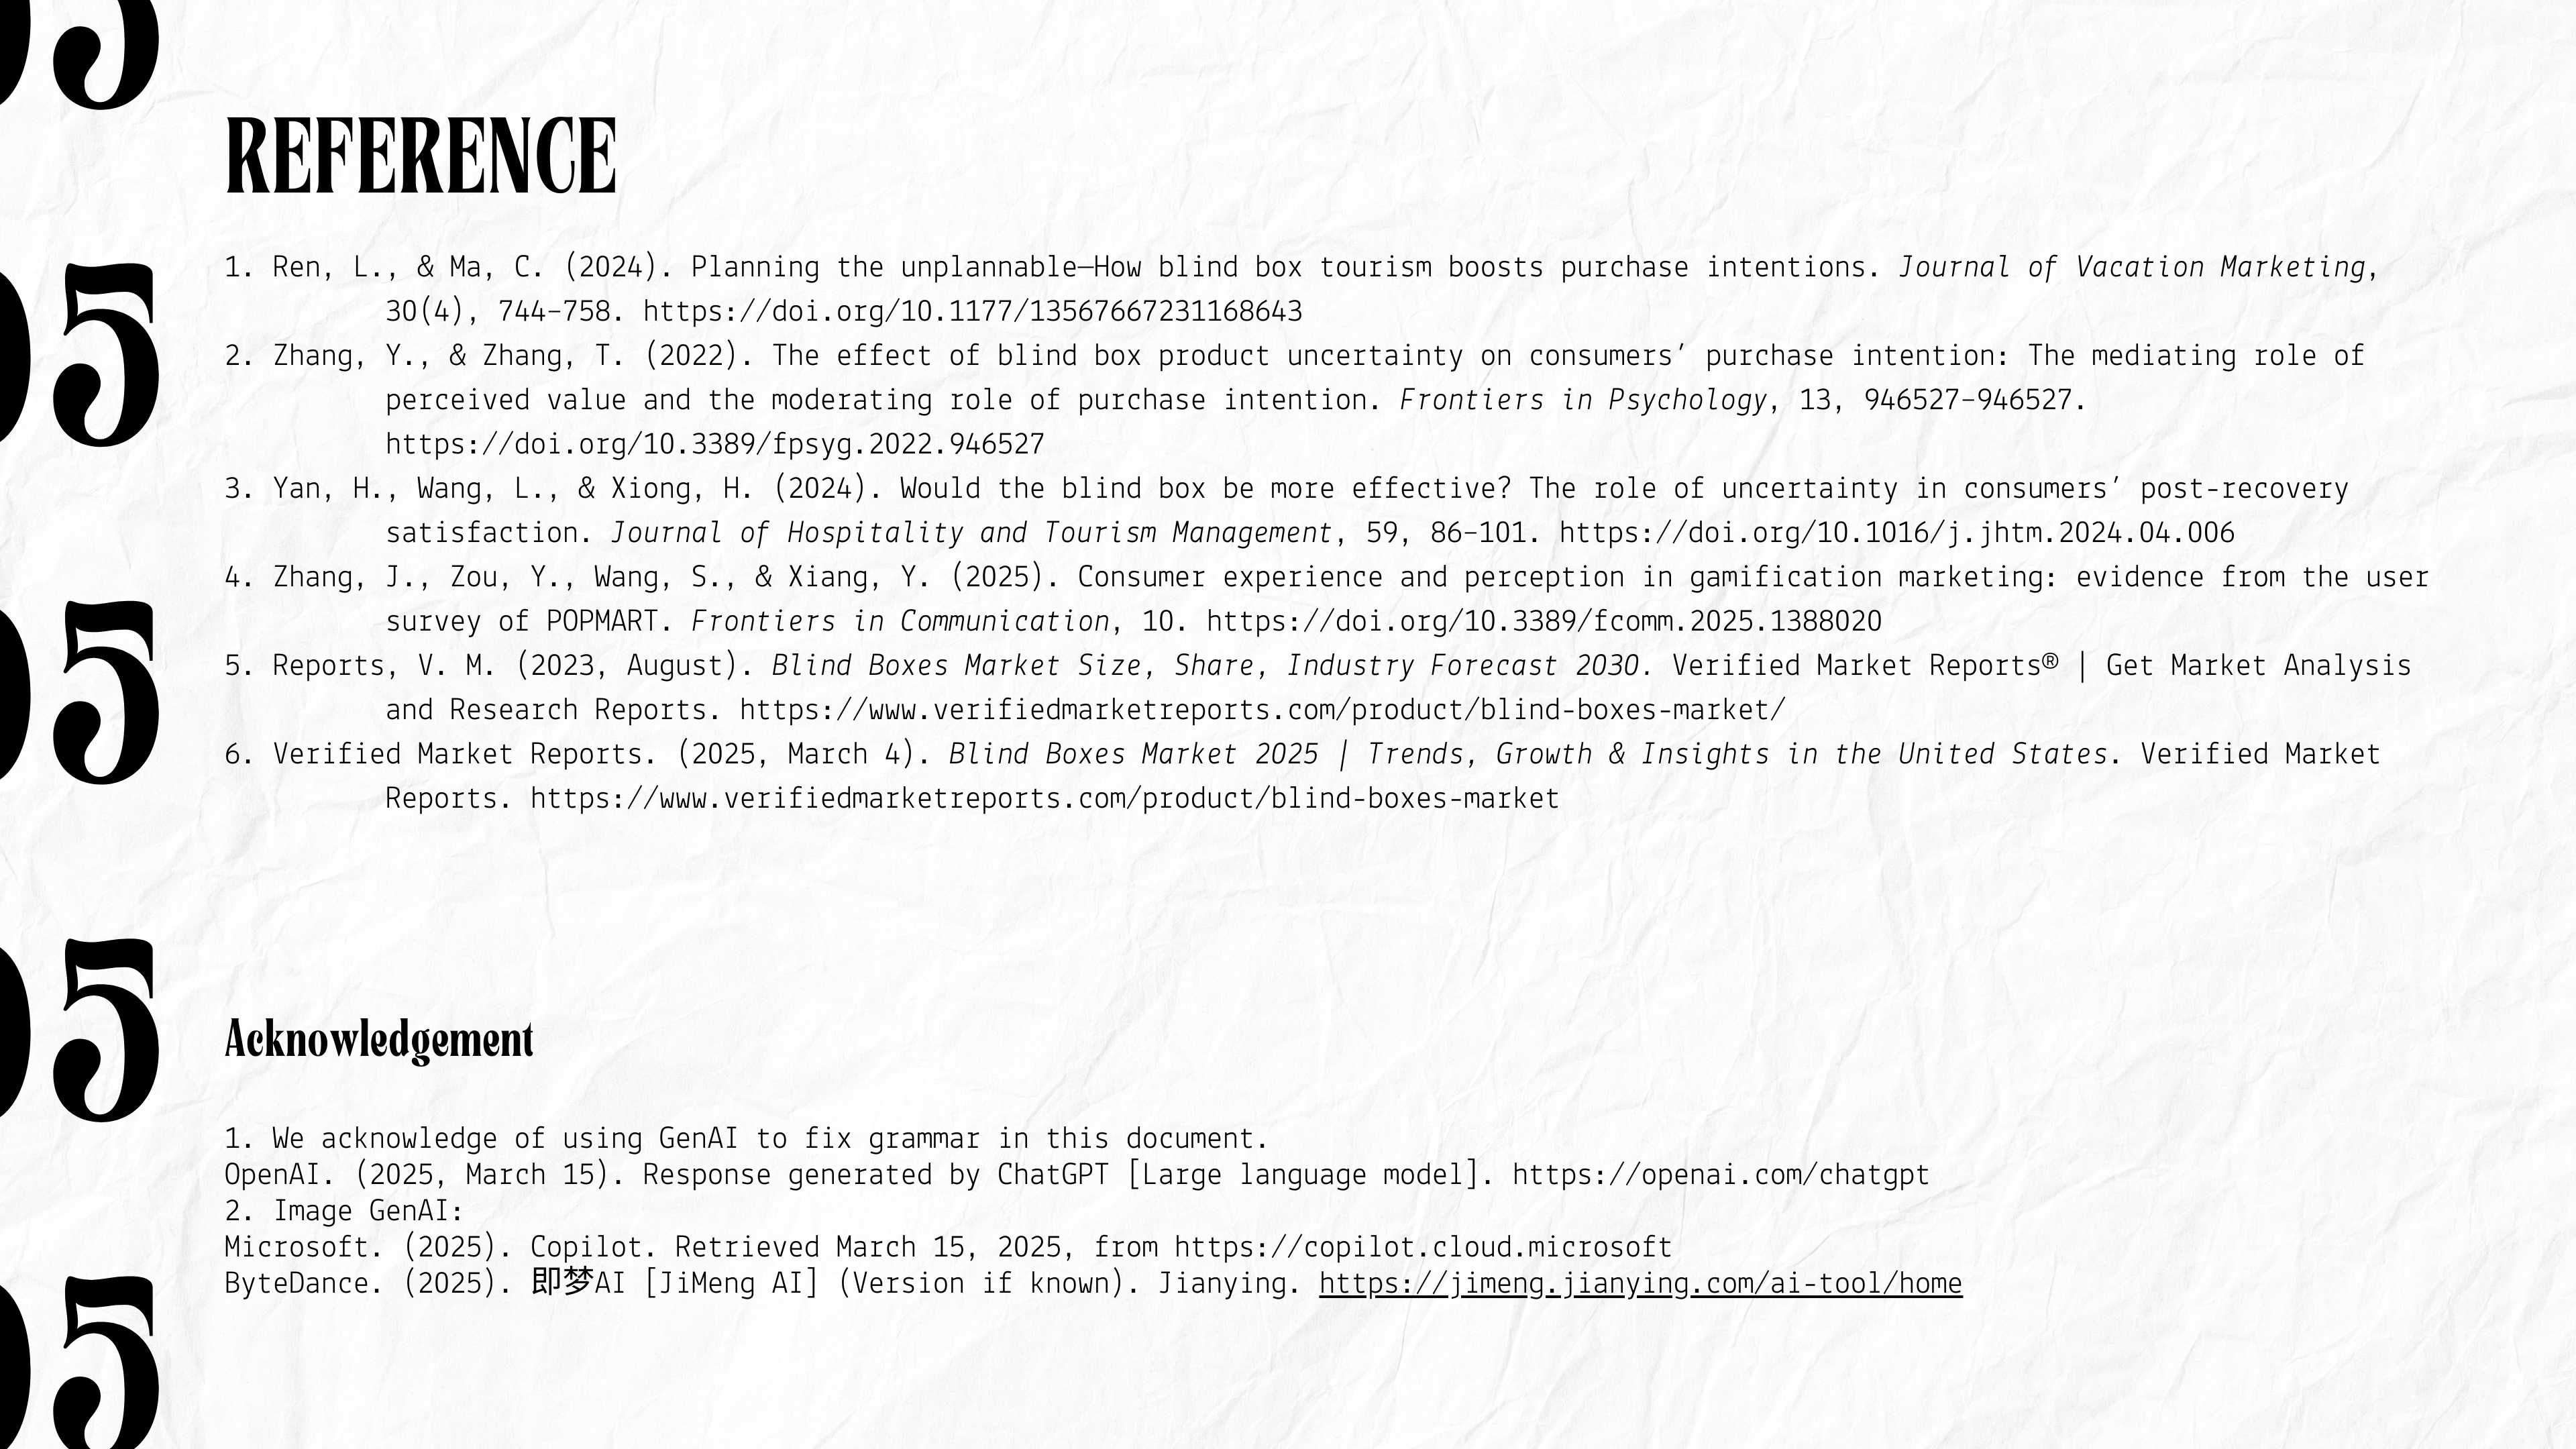 05
REFERENCE
1. Ren, L., & Ma, C. (2024). Planning the unplannable—How blind box tourism boosts purchase intentions. Journal of Vacation Marketing,
30(4), 744–758. https://doi.org/10.1177/13567667231168643
05
2. Zhang, Y., & Zhang, T. (2022). The effect of blind box product uncertainty on consumers’ purchase intention: The mediating role of
perceived value and the moderating role of purchase intention. Frontiers in Psychology, 13, 946527–946527.
https://doi.org/10.3389/fpsyg.2022.946527
3. Yan, H., Wang, L., & Xiong, H. (2024). Would the blind box be more effective? The role of uncertainty in consumers’ post-recovery
satisfaction. Journal of Hospitality and Tourism Management, 59, 86–101. https://doi.org/10.1016/j.jhtm.2024.04.006
4. Zhang, J., Zou, Y., Wang, S., & Xiang, Y. (2025). Consumer experience and perception in gamification marketing: evidence from the user
survey of POPMART. Frontiers in Communication, 10. https://doi.org/10.3389/fcomm.2025.1388020
05
5. Reports, V. M. (2023, August). Blind Boxes Market Size, Share, Industry Forecast 2030. Verified Market Reports® | Get Market Analysis
and Research Reports. https://www.verifiedmarketreports.com/product/blind-boxes-market/
6. Verified Market Reports. (2025, March 4). Blind Boxes Market 2025 | Trends, Growth & Insights in the United States. Verified Market
Reports. https://www.verifiedmarketreports.com/product/blind-boxes-market
05
Acknowledgement
1. We acknowledge of using GenAI to fix grammar in this document.
OpenAI. (2025, March 15). Response generated by ChatGPT [Large language model]. https://openai.com/chatgpt
2. Image GenAI:
Microsoft. (2025). Copilot. Retrieved March 15, 2025, from https://copilot.cloud.microsoft
ByteDance. (2025). 即梦AI [JiMeng AI] (Version if known). Jianying. https://jimeng.jianying.com/ai-tool/home
05